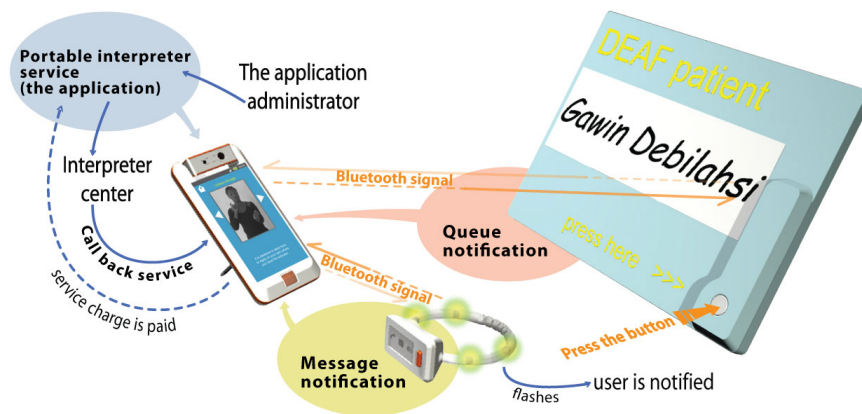 Portable interpreter
service
(the application)
The application
administrator
Interpreter
center
Call back service
service charge is paid
Bluetooth signal
Queue
notification
Bluetooth signal
Message
notification
flashes
user is notified
Press the button
DEAF patient
Gawin Debilahsi
press here >>>